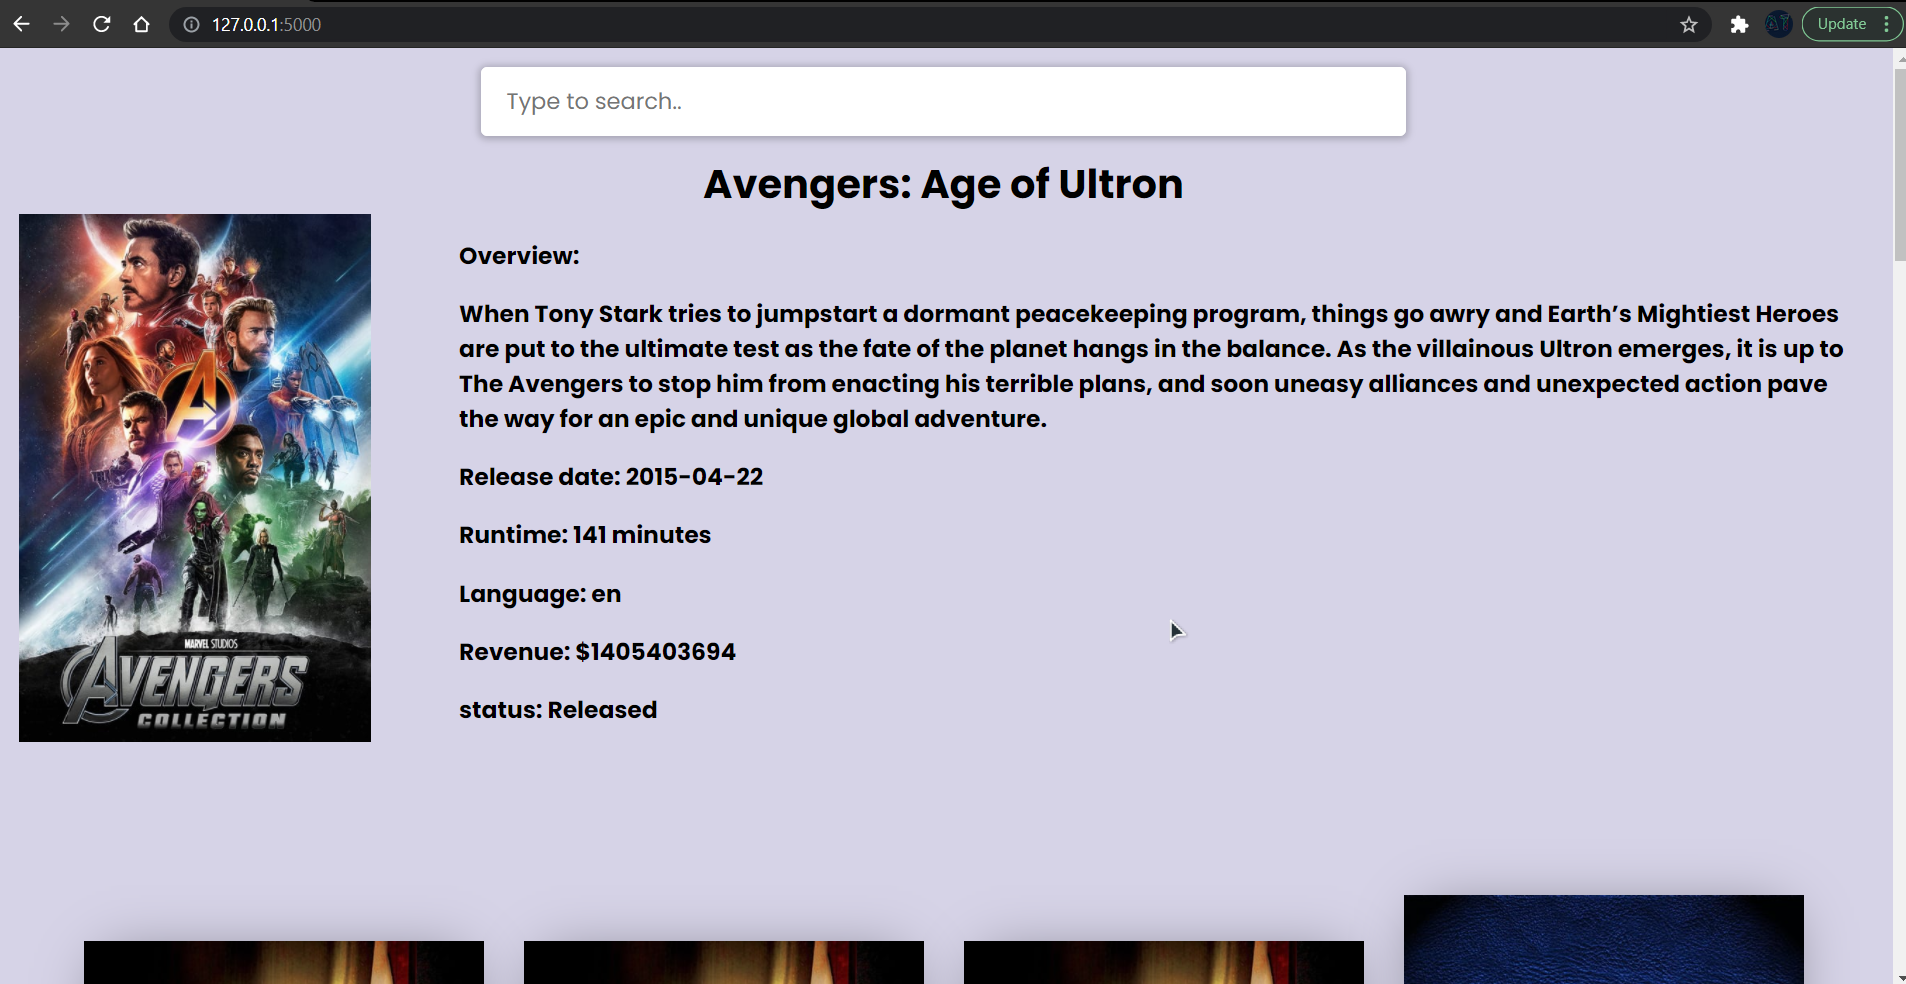 127.0.0.1:5000
Update
Type to search..
Avengers: Age of Ultron
Overview:
When Tony Stark tries to jumpstart a dormant peacekeeping program, things go awry and Earth’s Mightiest Heroes
are put to the ultimate test as the fate of the planet hangs in the balance. As the villainous Ultron emerges, it is up to
The Avengers to stop him from enacting his terrible plans, and soon uneasy alliances and unexpected action pave
the way for an epic and unique global adventure.
Release date: 2015-04-22
Runtime: 141 minutes
Language: en
Revenue: $1405403694
status: Released
MARVEL STUDIOS
AVENGERS
COLLECTION